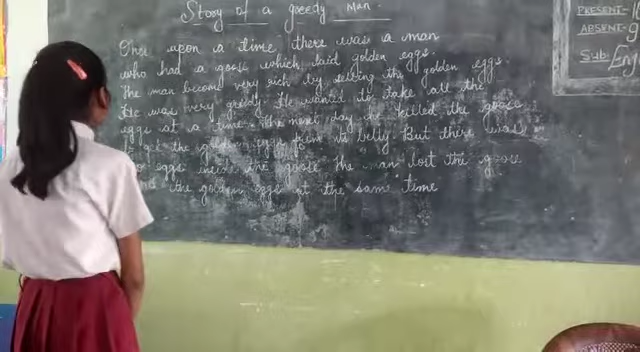 Story of a greedy Man.
Once upon a time there was a man
who had a goose which laid golden eggs.
The man become very rich by selling the golden eggs.
He was very greedy. He wanted to take all the
eggs at a time. The next day he killed the goose
to get the golden eggs from its belly. But there was
eggs inside the goose. The man lost the goose
the golden eggs at the same time
PRESENT-
ABSENT-
Sub: